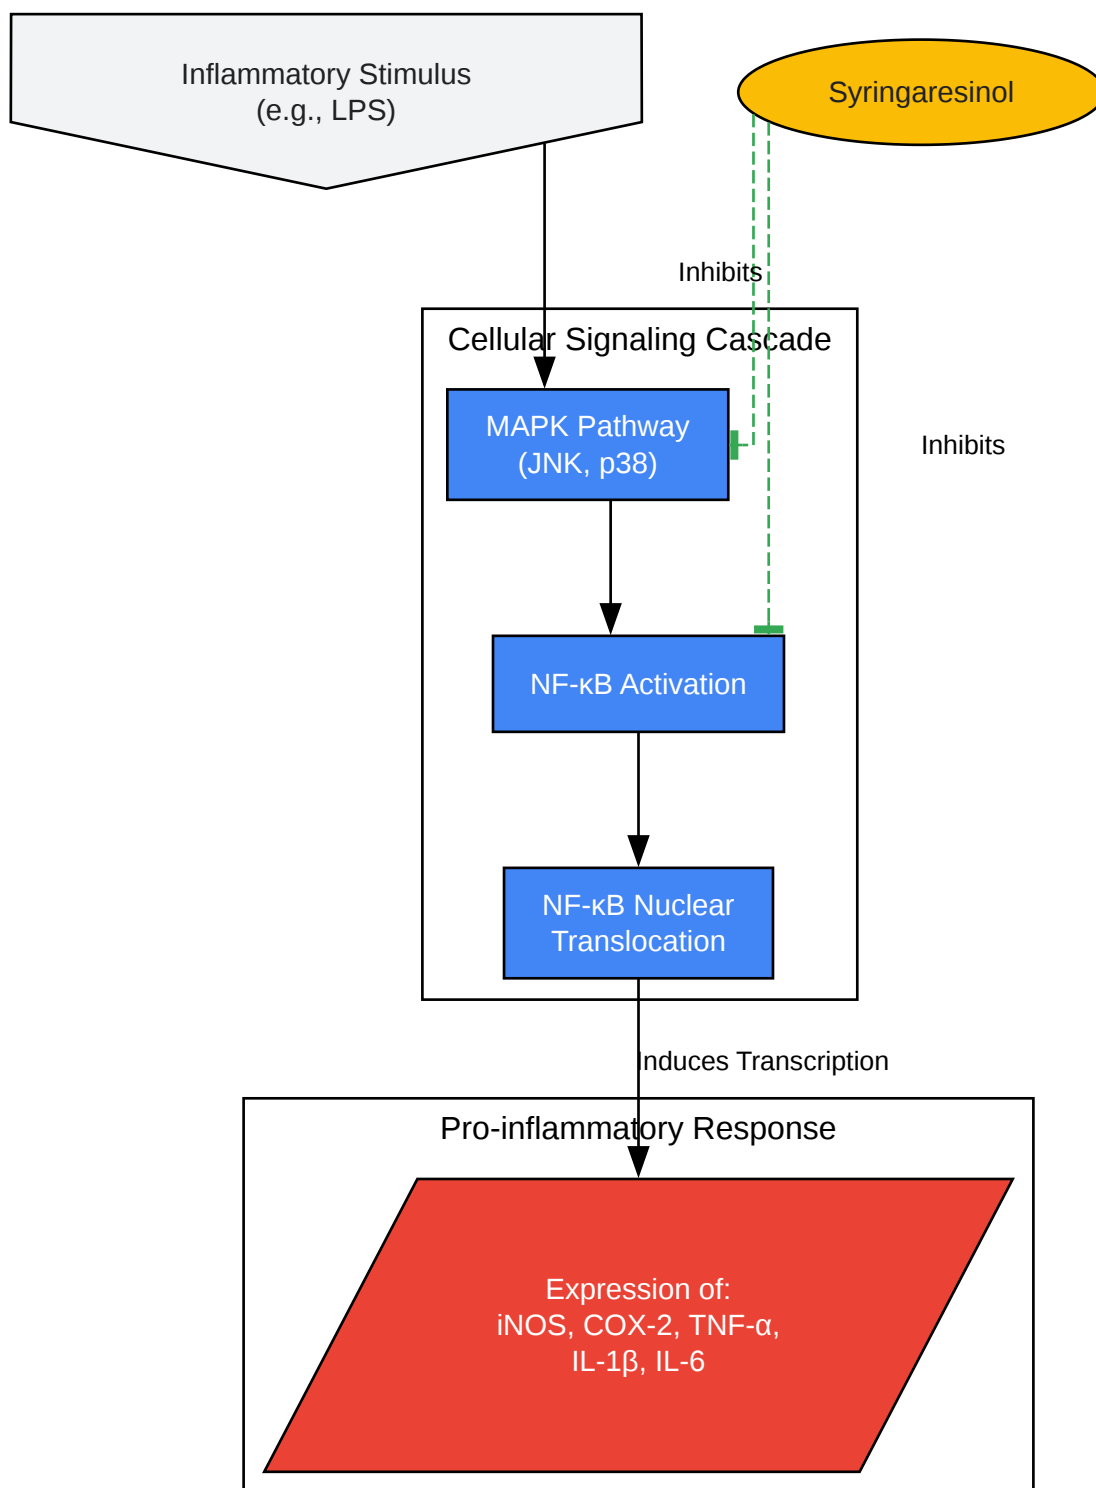 Inflammatory Stimulus
(e.g., LPS)
Syringaresinol
Inhibits
Cellular Signaling Cascade
MAPK Pathway
(JNK, p38)
Inhibits
NF-κB Activation
NF-κB Nuclear
Translocation
Induces Transcription
Pro-inflammatory Response
Expression of:
iNOS, COX-2, TNF-α,
IL-1β, IL-6